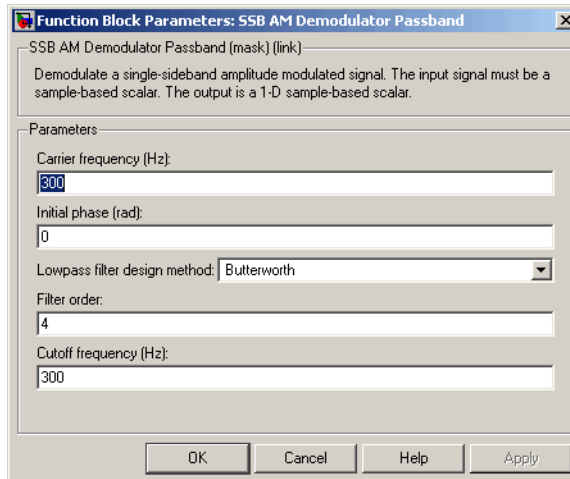 Function Block Parameters: SSB AM Demodulator Passband
SSB AM Demodulator Passband (mask) (link)
Demodulate a single-sideband amplitude modulated signal. The input signal must be a
sample-based scalar. The output is a 1-D sample-based scalar.
Parameters
Carrier frequency (Hz):
300
Initial phase (rad):
0
Lowpass filter design method: Butterworth
Filter order:
4
Cutoff frequency (Hz):
300
OK Cancel Help Apply